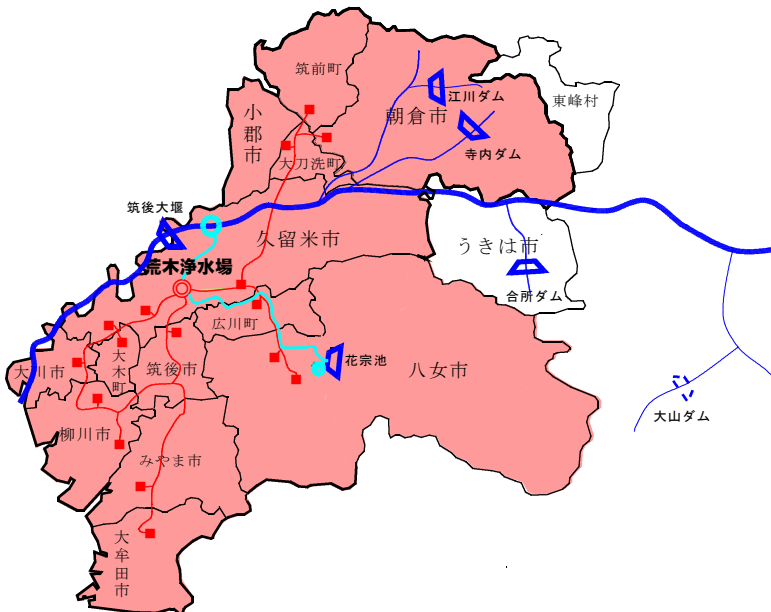 筑前町
江川ダム
東峰村
小郡市
朝倉市
寺内ダム
大刀洗町
筑後大堰
久留米市
うきは市
荒木浄水場
合所ダム
広川町
花宗池
八女市
大川市
大木町
筑後市
大山ダム
柳川市
みやま市
大牟田市